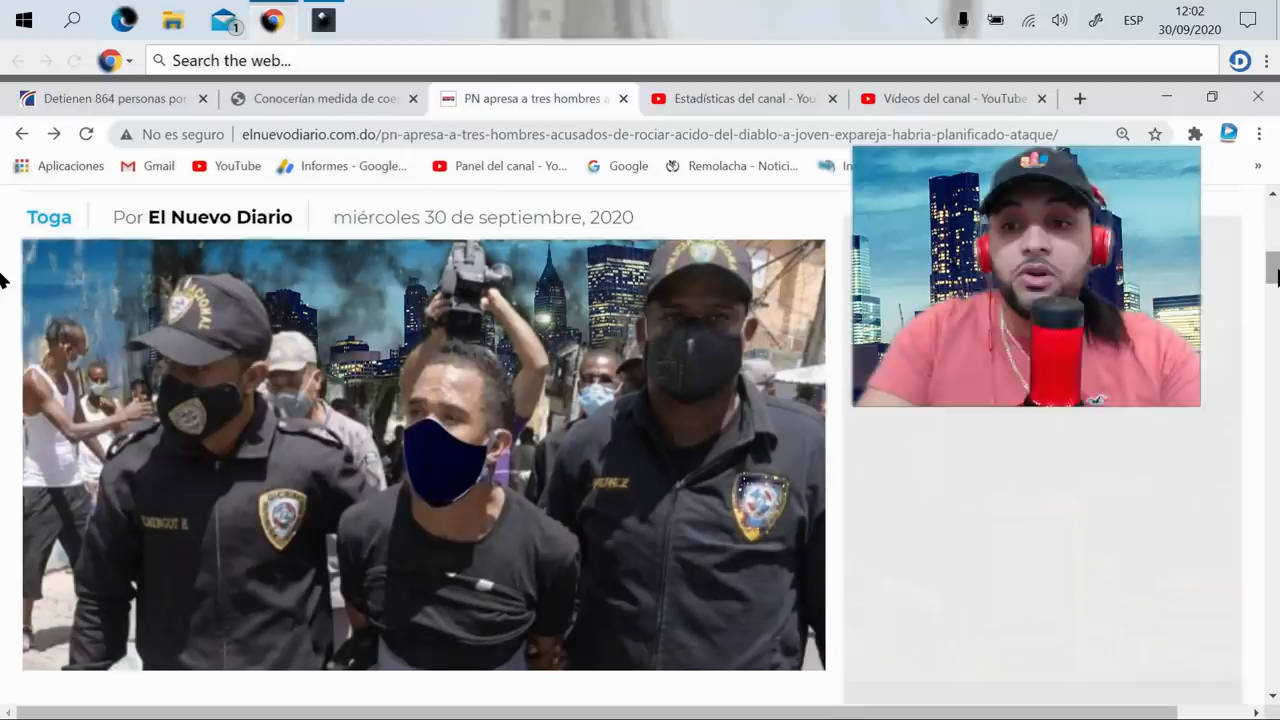 12:02
ESP
30/09/2020
1
Search the web...
Detienen 864 personas por
Conocerían medida de coe
PN apresa a tres hombres a
Estadísticas del canal - You
Vídeos del canal - YouTube
No es seguro
elnuevodiario.com.do/pn-apresa-a-tres-hombres-acusados-de-rociar-acido-del-diablo-a-joven-expareja-habria-planificado-ataque/
Aplicaciones
Gmail
YouTube
Informes - Google...
Panel del canal - Yo...
Google
Remolacha - Notici...
In
»
Toga
Por El Nuevo Diario
miércoles 30 de septiembre, 2020